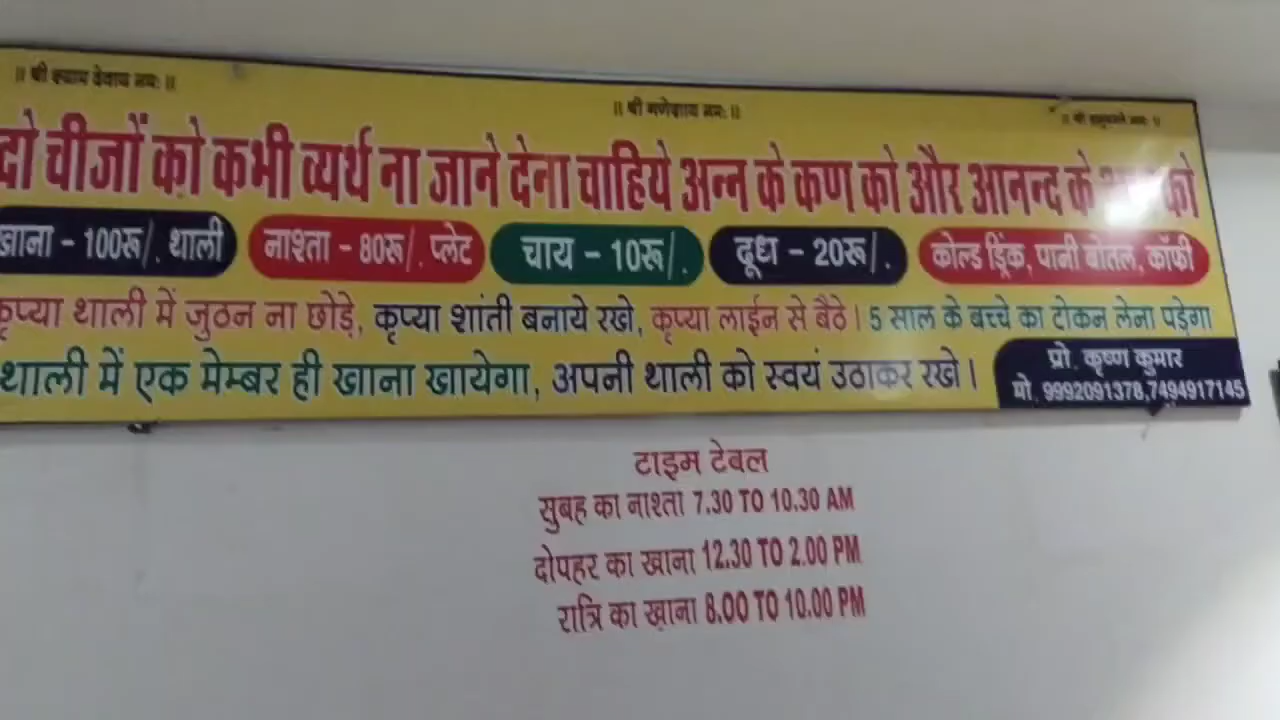 ॥ श्री श्याम देवाय नमः ॥
॥ श्री गणेशाय नमः ॥
॥ श्री नमः ॥
दो चीजों को कभी व्यर्थ ना जाने देना चाहिये अन्न के कण को और आनन्द के को
खाना - 100रू/. थाली
नाश्ता - 80रू/. प्लेट
चाय - 10रू/.
दूध - 20रू/.
कोल्ड ड्रिंक, पानी बोतल, कॉफी
कृप्या थाली में जुठन ना छोड़े, कृप्या शांती बनाये रखे, कृप्या लाईन से बैठे। 5 साल के बच्चे का टोकन लेना पड़ेगा
थाली में एक मेम्बर ही खाना खायेगा, अपनी थाली को स्वयं उठाकर रखे।
प्रो. कृष्ण कुमार
मो. 9992091378,7494917145
टाइम टेबल
सुबह का नाश्ता 7.30 TO 10.30 AM
दोपहर का खाना 12.30 TO 2.00 PM
रात्रि का खाना 8.00 TO 10.00 PM